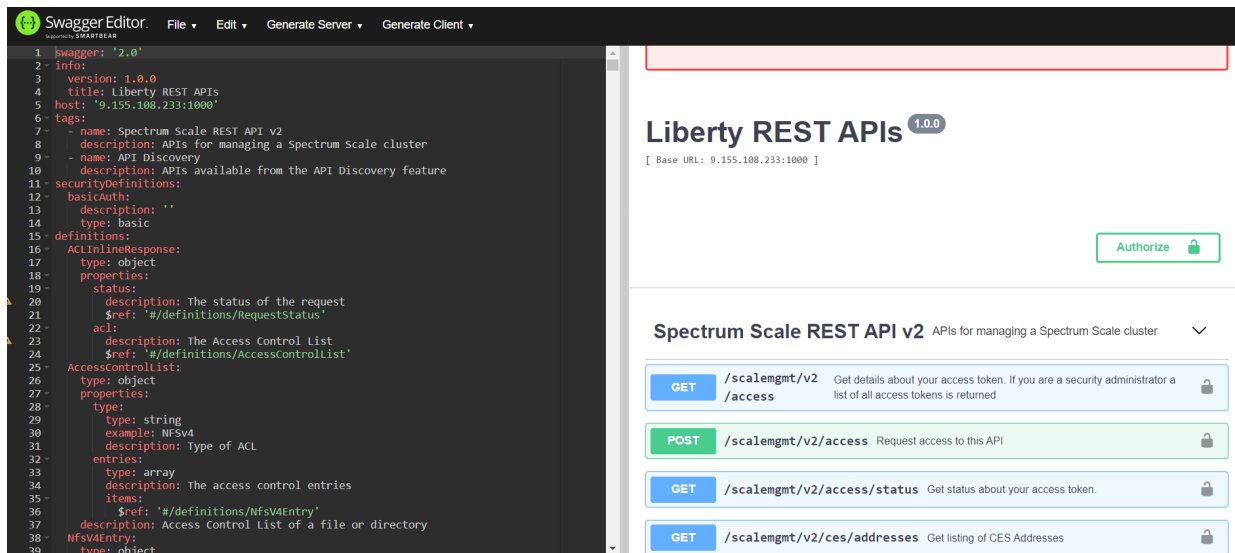 Swagger Editor.
Supported by SMARTBEAR
File ▾ Edit ▾ Generate Server ▾ Generate Client ▾
1 swagger: '2.0'
2 info:
3 version: 1.0.0
4 title: Liberty REST APIs
5 host: '9.155.108.233:1000'
6 tags:
7 - name: Spectrum Scale REST API v2
8 description: APIs for managing a Spectrum Scale cluster
9 - name: API Discovery
10 description: APIs available from the API Discovery feature
11 securityDefinitions:
12 basicAuth:
13 description: ''
14 type: basic
15 definitions:
16 ACLInlineResponse:
17 type: object
18 properties:
19 status:
20 description: The status of the request
21 $ref: '#/definitions/RequestStatus'
22 acl:
23 description: The Access Control List
24 $ref: '#/definitions/AccessControlList'
25 AccessControlList:
26 type: object
27 properties:
28 type:
29 type: string
30 example: NFSv4
31 description: Type of ACL
32 entries:
33 type: array
34 description: The access control entries
35 items:
36 $ref: '#/definitions/NfsV4Entry'
37 description: Access Control List of a file or directory
38 NfsV4Entry:
39 type: object
Liberty REST APIs 1.0.0
[ Base URL: 9.155.108.233:1000 ]
Authorize
Spectrum Scale REST API v2 APIs for managing a Spectrum Scale cluster
GET /scalemgmt/v2
/access Get details about your access token. If you are a security administrator a
list of all access tokens is returned
POST /scalemgmt/v2/access Request access to this API
GET /scalemgmt/v2/access/status Get status about your access token.
GET /scalemgmt/v2/ces/addresses Get listing of CES Addresses